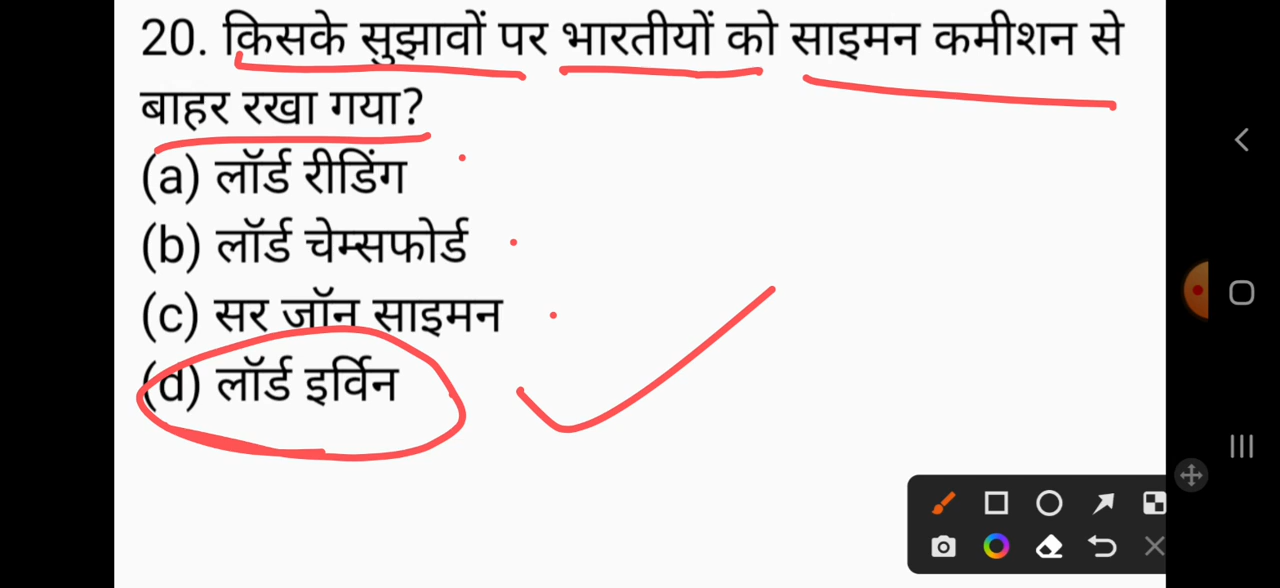 20. किसके सुझावों पर भारतीयों को साइमन कमीशन से
बाहर रखा गया?
(a) लॉर्ड रीडिंग
(b) लॉर्ड चेम्सफोर्ड
(c) सर जॉन साइमन
(d) लॉर्ड इर्विन